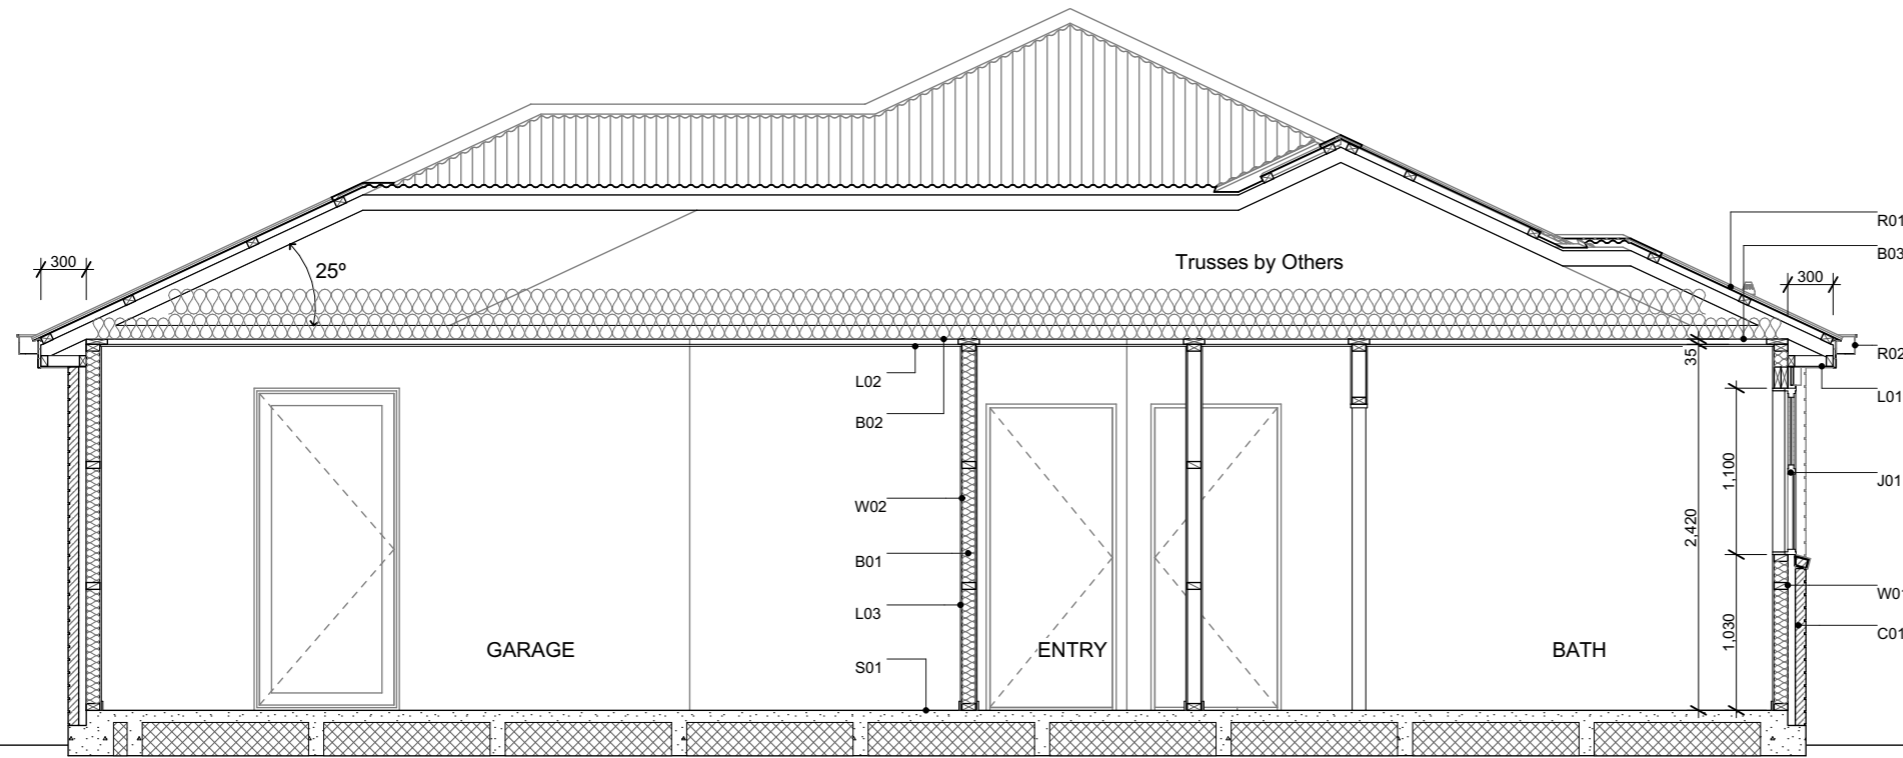 R01
B03
300
25º
Trusses by Others
300
R02
35
L02
L01
B02
1,100
J01
W02
2,420
B01
W01
L03
C01
1,030
GARAGE
ENTRY
BATH
S01